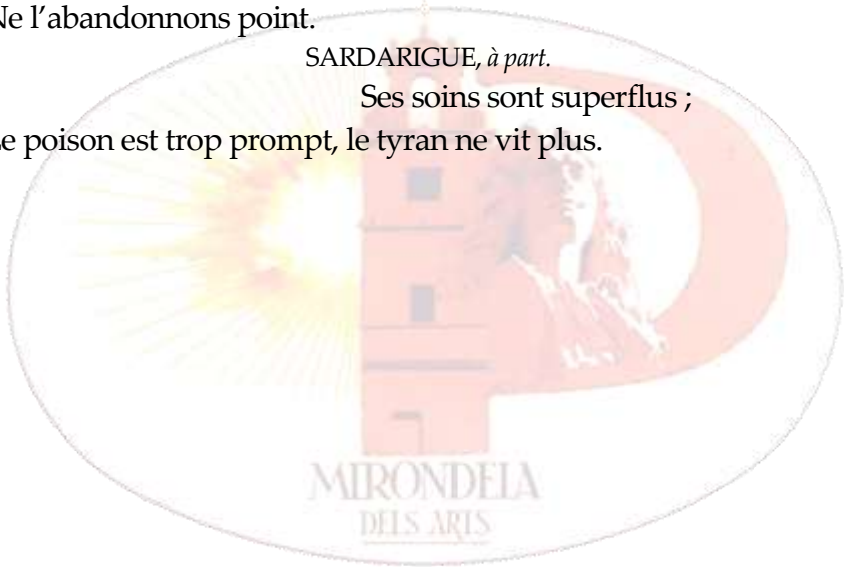 Ne l’abandonnons point.
SARDARIGUE, à part.
Ses soins sont superflus ;
Le poison est trop prompt, le tyran ne vit plus.
MIRONDELA
DELS ARTS